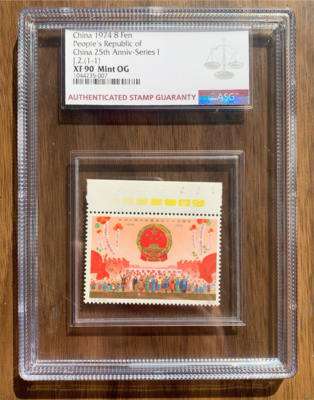 China 1974 8 Fen
People's Republic of
China 25th Anniv-Series I
J.2.(1-1)
XF 90 Mint OG
1044235-007
AUTHENTICATED STAMP GUARANTY
ASG